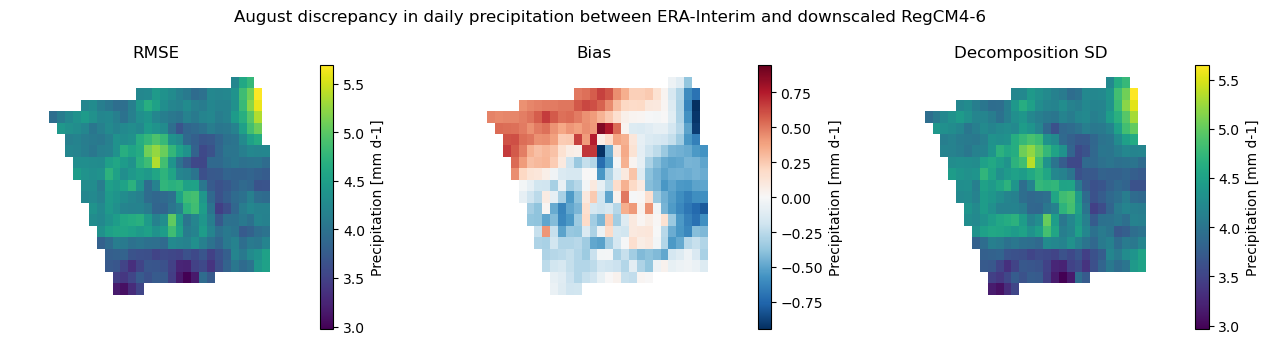 August discrepancy in daily precipitation between ERA-Interim and downscaled RegCM4-6
RMSE
5.5
5.0
4.5
4.0
3.5
3.0
Precipitation [mm d-1]
Bias
0.75
0.50
0.25
0.00
−0.25
−0.50
−0.75
Precipitation [mm d-1]
Decomposition SD
5.5
5.0
4.5
4.0
3.5
3.0
Precipitation [mm d-1]